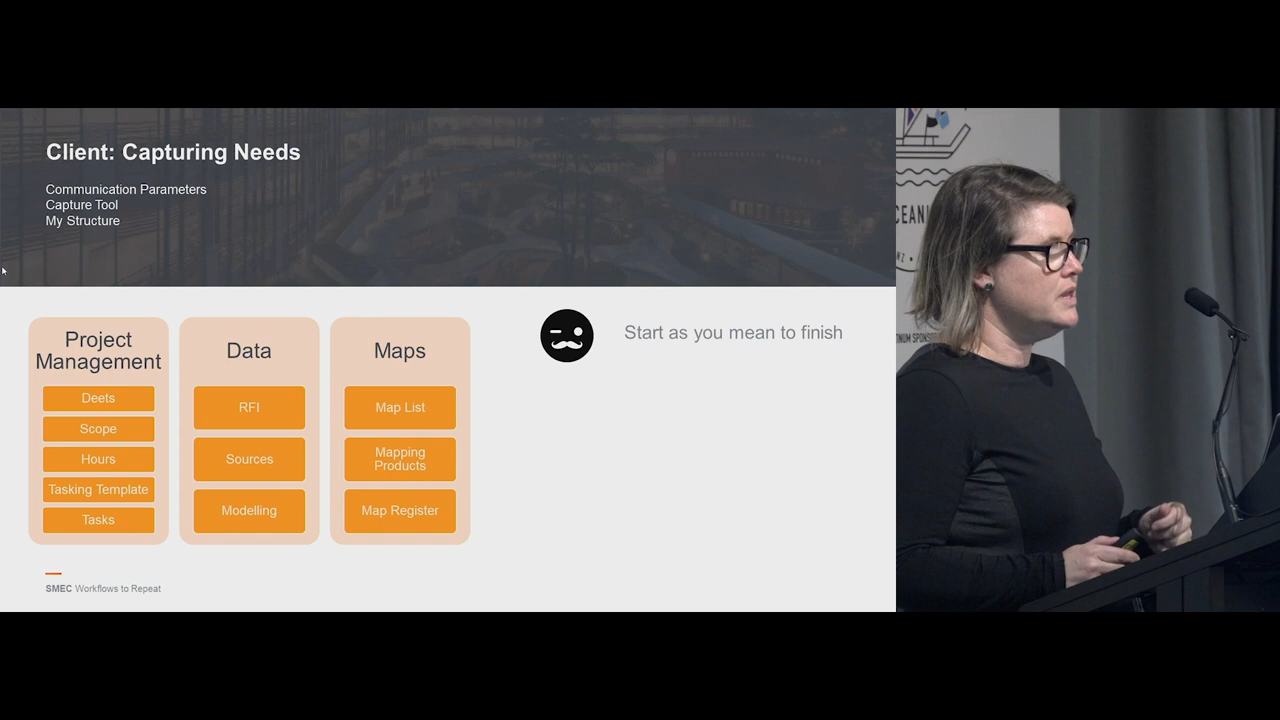 Client: Capturing Needs
Communication Parameters
Capture Tool
My Structure
Project
Management
Deets
Scope
Hours
Tasking Template
Tasks
Data
RFI
Sources
Modelling
Maps
Map List
Mapping
Products
Map Register
Start as you mean to finish
SMEC Workflows to Repeat